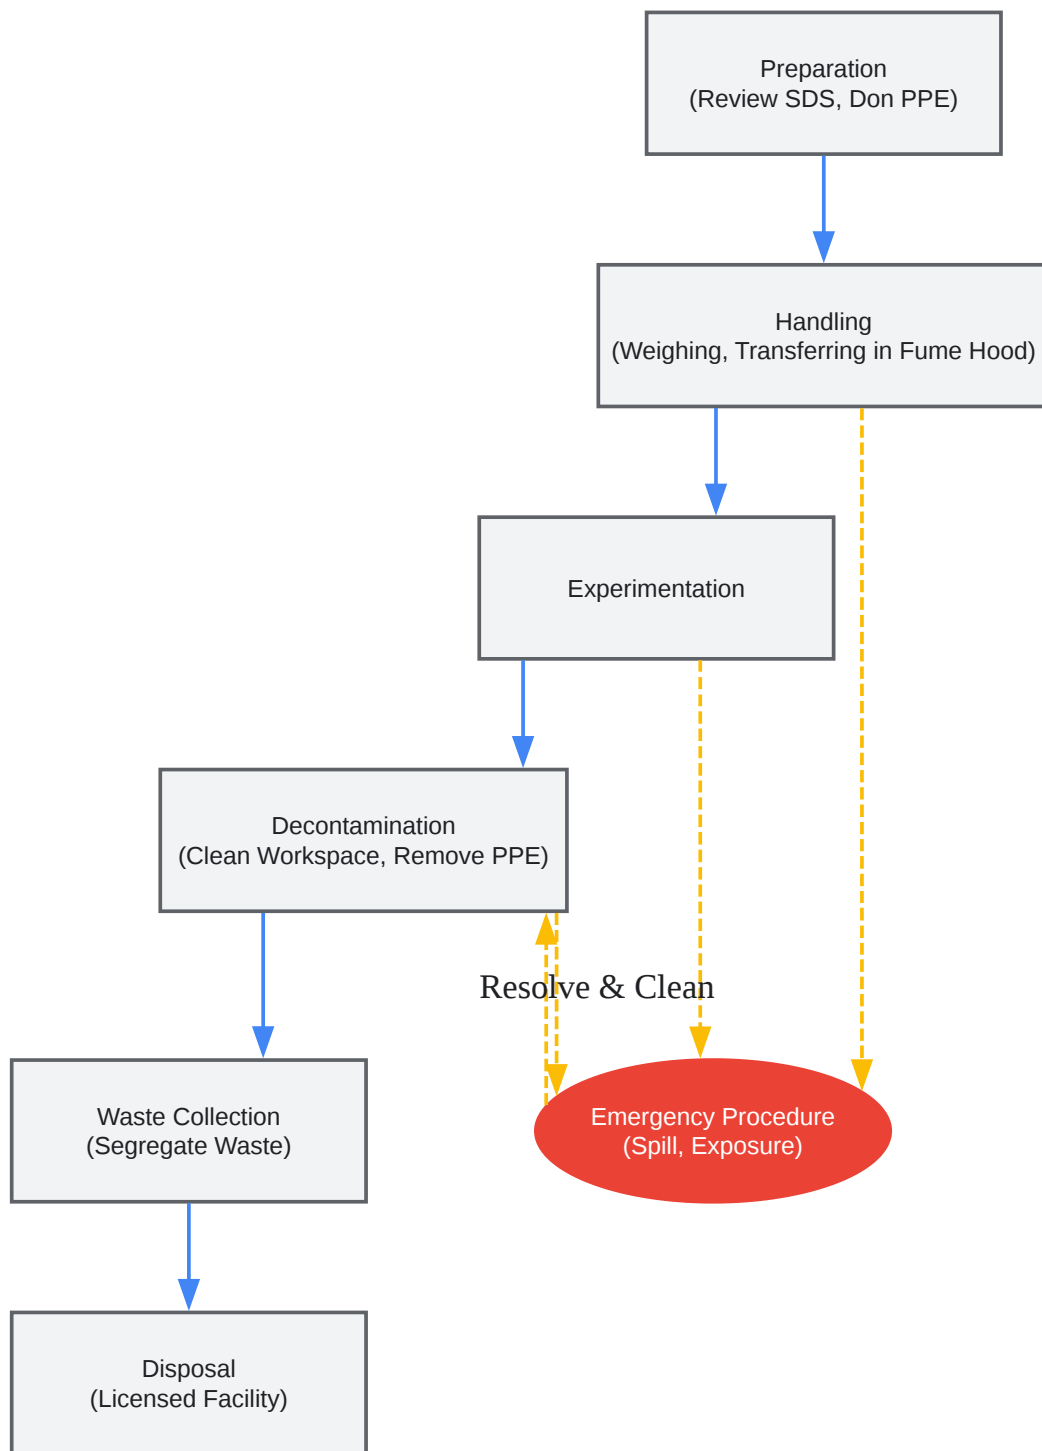 Preparation
(Review SDS, Don PPE)
Handling
(Weighing, Transferring in Fume Hood)
Experimentation
Decontamination
(Clean Workspace, Remove PPE)
Resolve & Clean
Waste Collection
(Segregate Waste)
Emergency Procedure
(Spill, Exposure)
Disposal
(Licensed Facility)